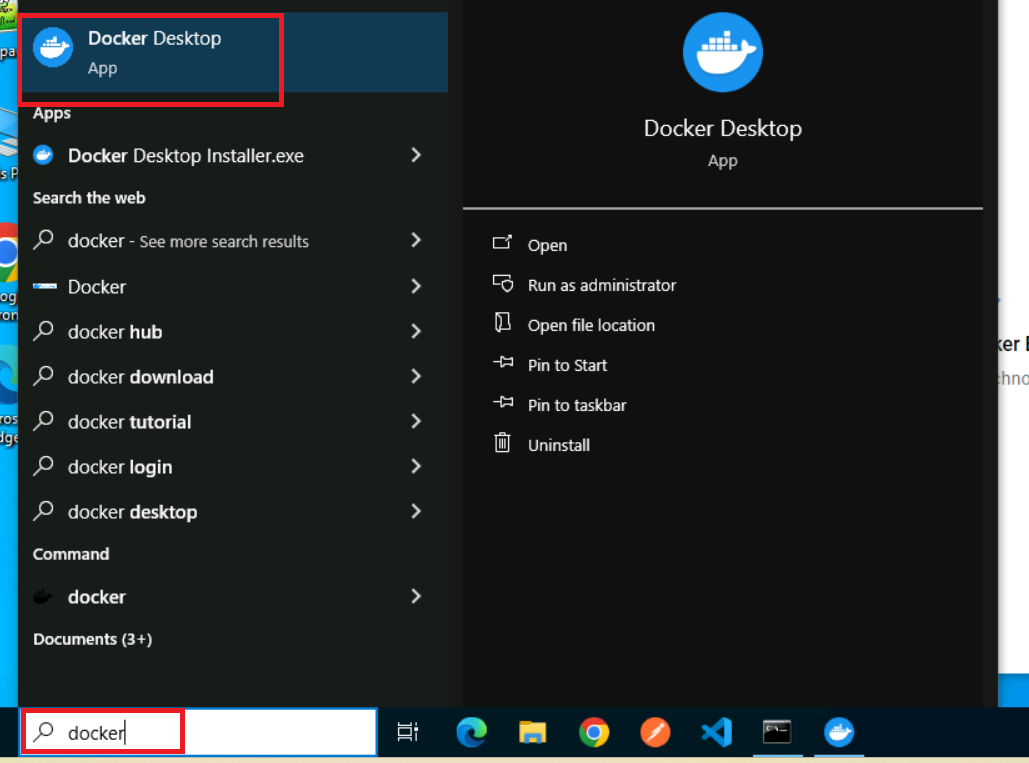 Docker Desktop
App
Apps
Docker Desktop Installer.exe
Search the web
docker - See more search results
Docker
docker hub
docker download
docker tutorial
docker login
docker desktop
Command
docker
Documents (3+)
docker
Docker Desktop
App
Open
Run as administrator
Open file location
Pin to Start
Pin to taskbar
Uninstall